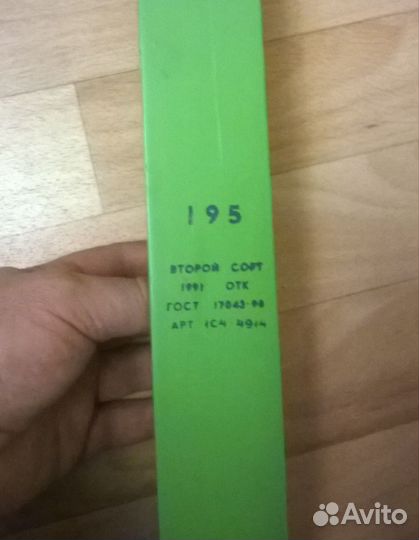 195
ВТОРОЙ СОРТ
1991 ОТК
ГОСТ 17043-90
АРТ 1С4 4914
Avito